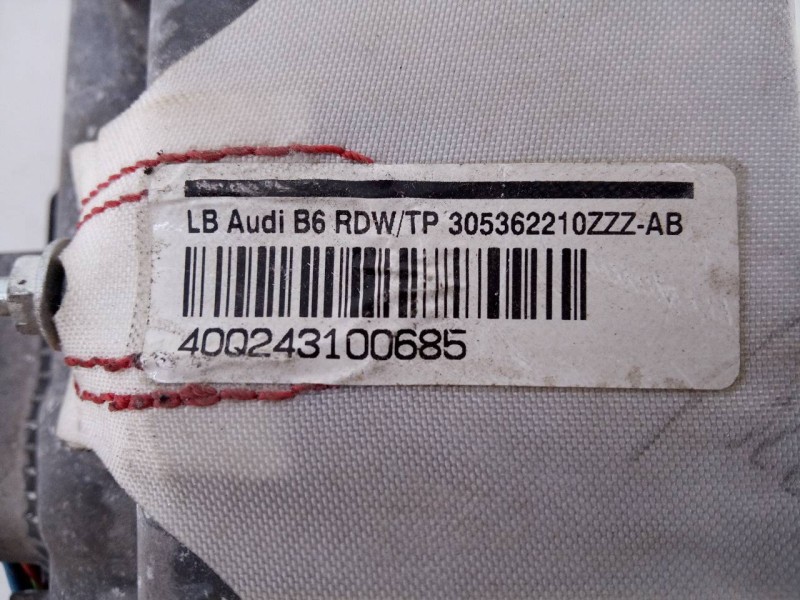 LB Audi B6 RDW/TP 305362210ZZZ-AB
40Q243100685